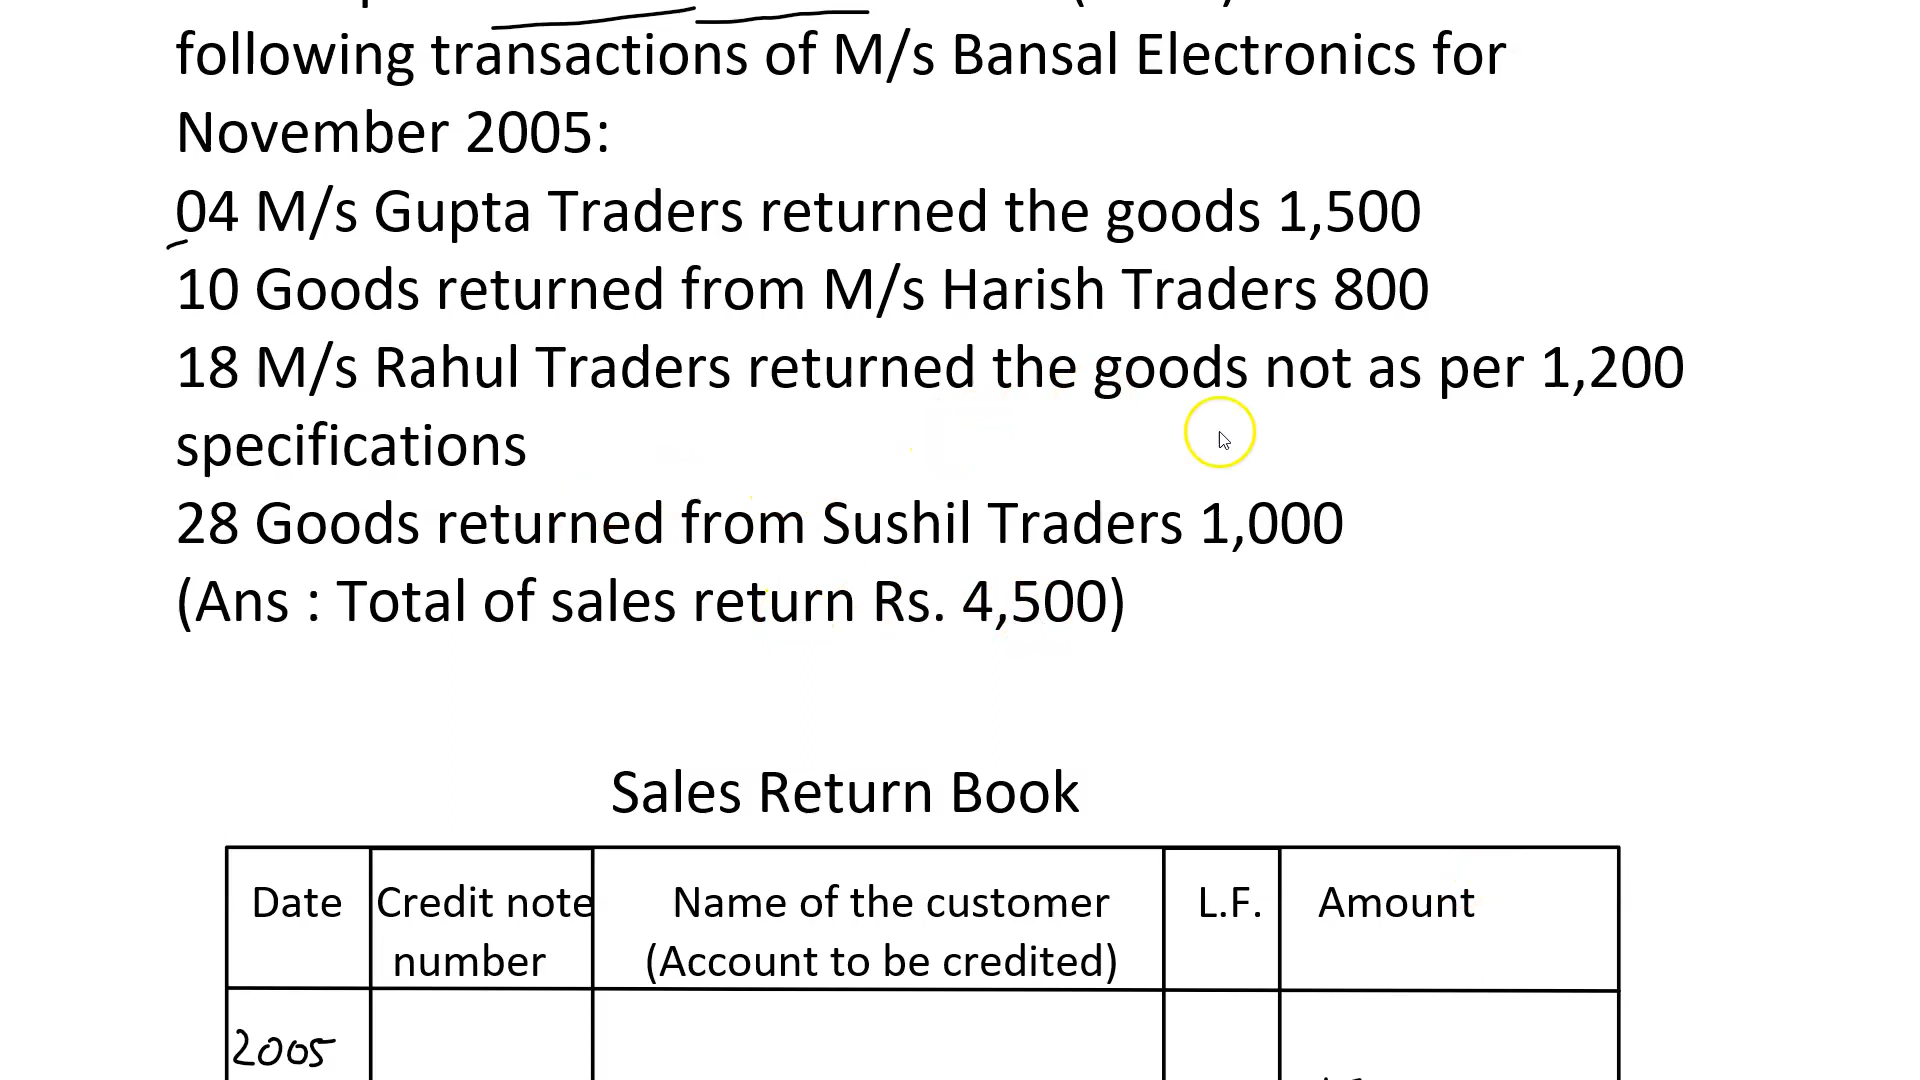 following transactions of M/s Bansal Electronics for
November 2005:
04 M/s Gupta Traders returned the goods 1,500
10 Goods returned from M/s Harish Traders 800
18 M/s Rahul Traders returned the goods not as per 1,200
specifications
28 Goods returned from Sushil Traders 1,000
(Ans : Total of sales return Rs. 4,500)
Sales Return Book
Date Credit note number Name of the customer (Account to be credited) L.F. Amount
2005